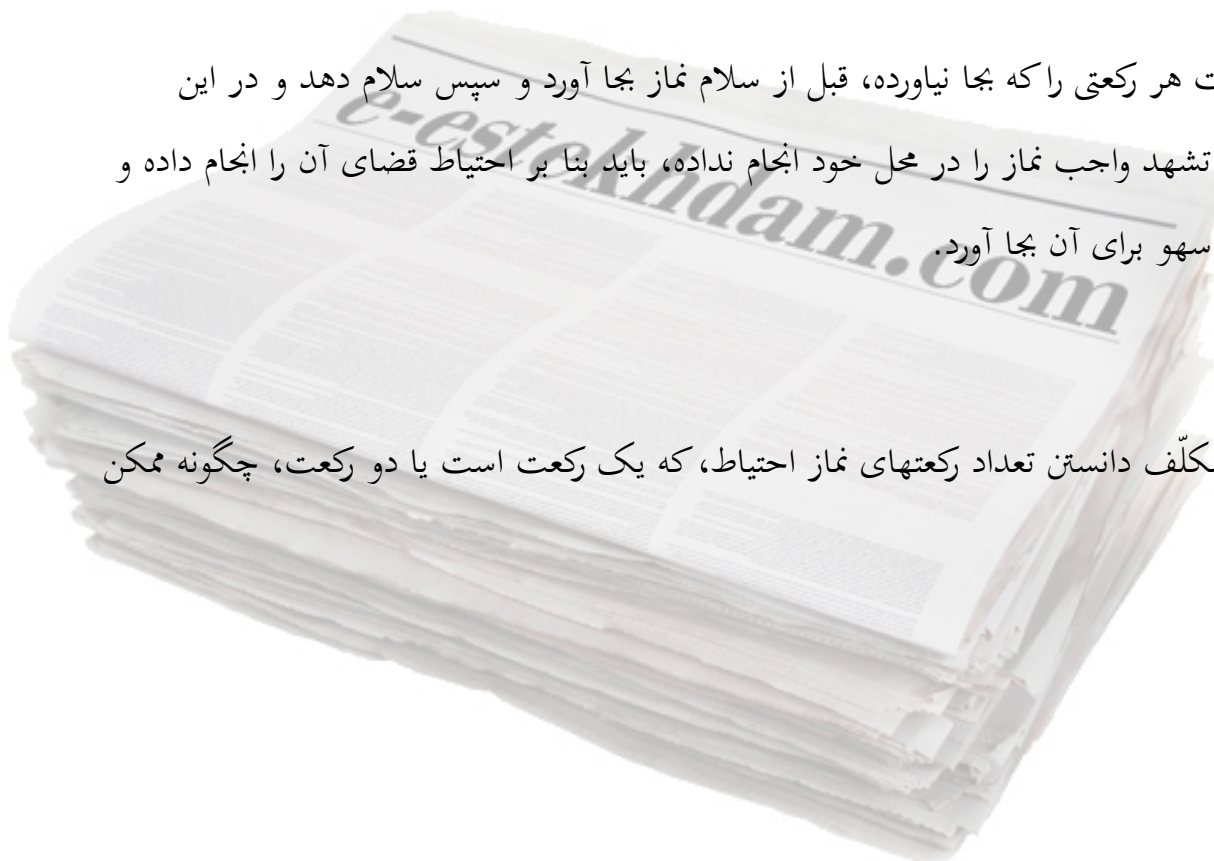 هر رکعتی را که بجا نیاورده، قبل از سلام نماز بجا آورد و سپس سلام دهد و در این
تشهد واجب نماز را در محل خود انجام نداده، باید بنا بر احتیاط قضای آن را انجام داده و
سهو برای آن بجا آورد.
e-estekhdam.com
دانستن تعداد رکعتهای نماز احتیاط، که یک رکعت است یا دو رکعت، چگونه ممکن